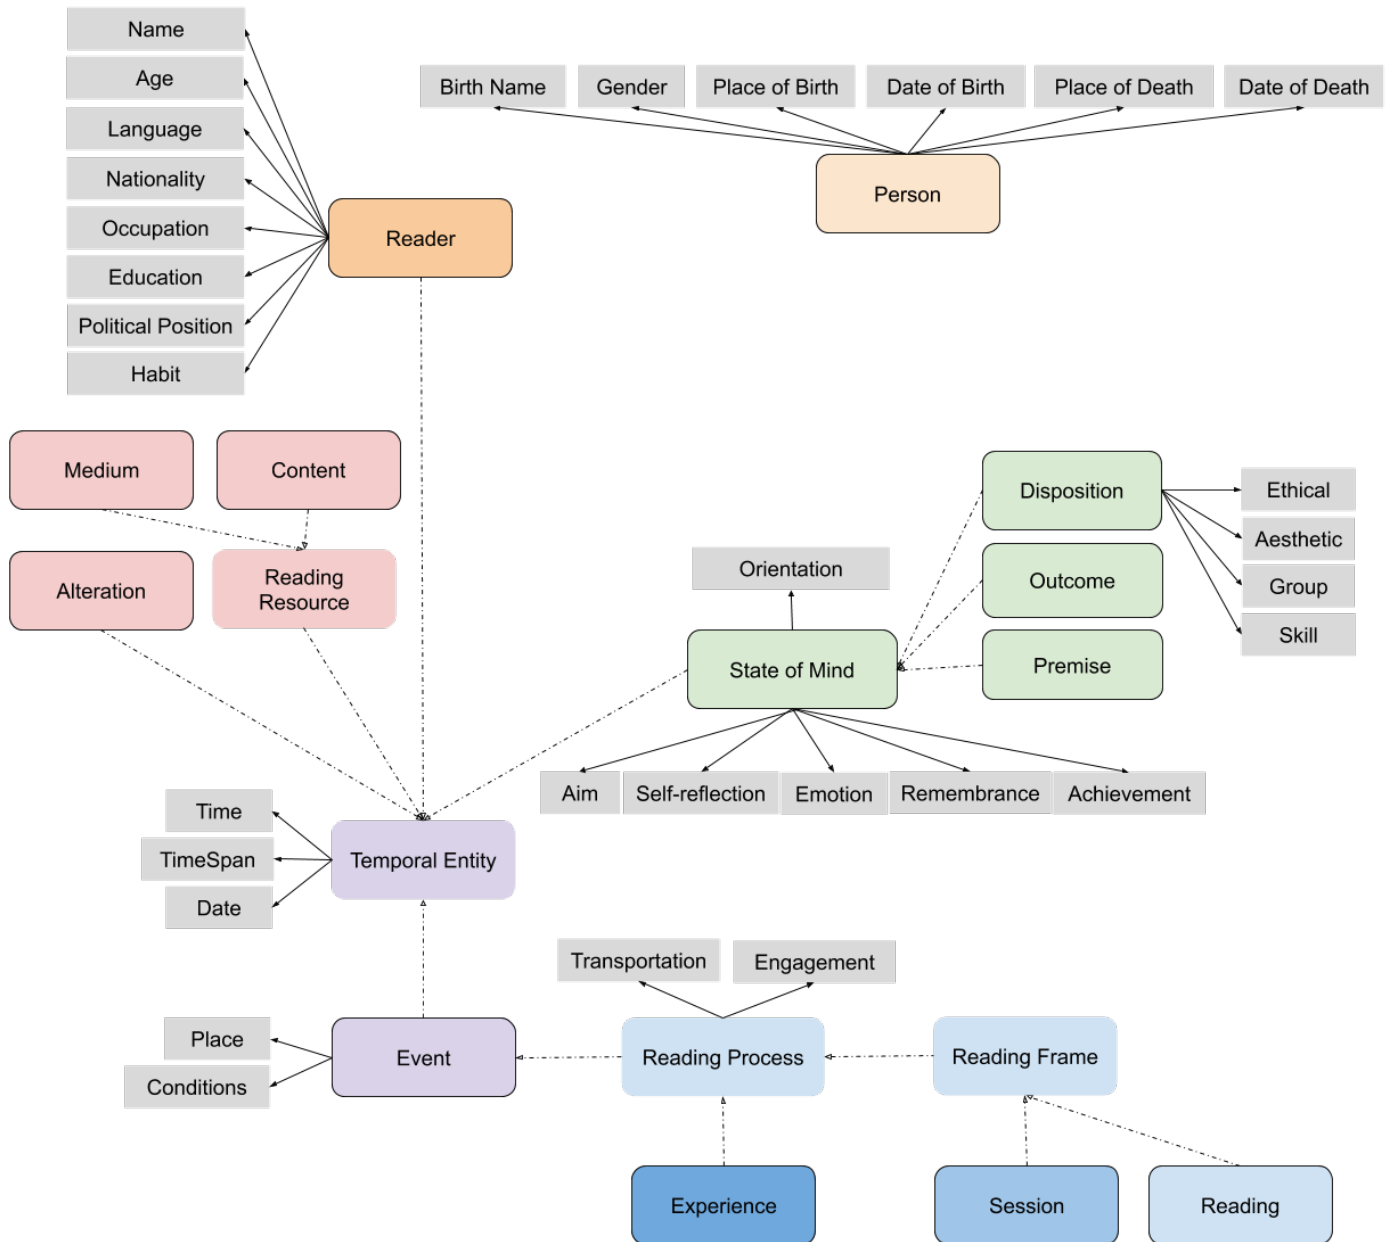 Name
Age
Language
Nationality
Occupation
Education
Political Position
Habit
Reader
Birth Name
Gender
Place of Birth
Date of Birth
Place of Death
Date of Death
Person
Medium
Content
Alteration
Reading
Resource
Disposition
Outcome
Premise
Ethical
Aesthetic
Group
Skill
Orientation
State of Mind
Aim
Self-reflection
Emotion
Remembrance
Achievement
Time
TimeSpan
Date
Temporal Entity
Transportation
Engagement
Place
Conditions
Event
Reading Process
Reading Frame
Experience
Session
Reading